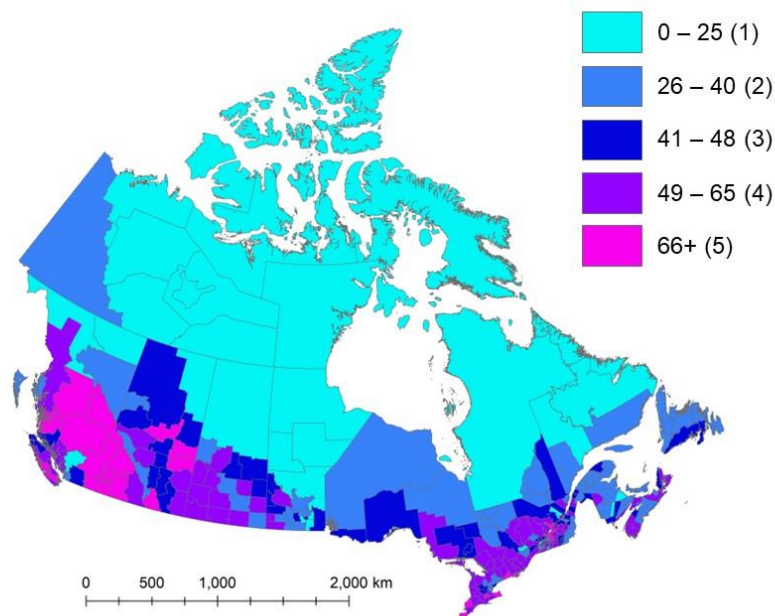 0 – 25 (1)
26 – 40 (2)
41 – 48 (3)
49 – 65 (4)
66+ (5)
0 500 1,000 2,000 km